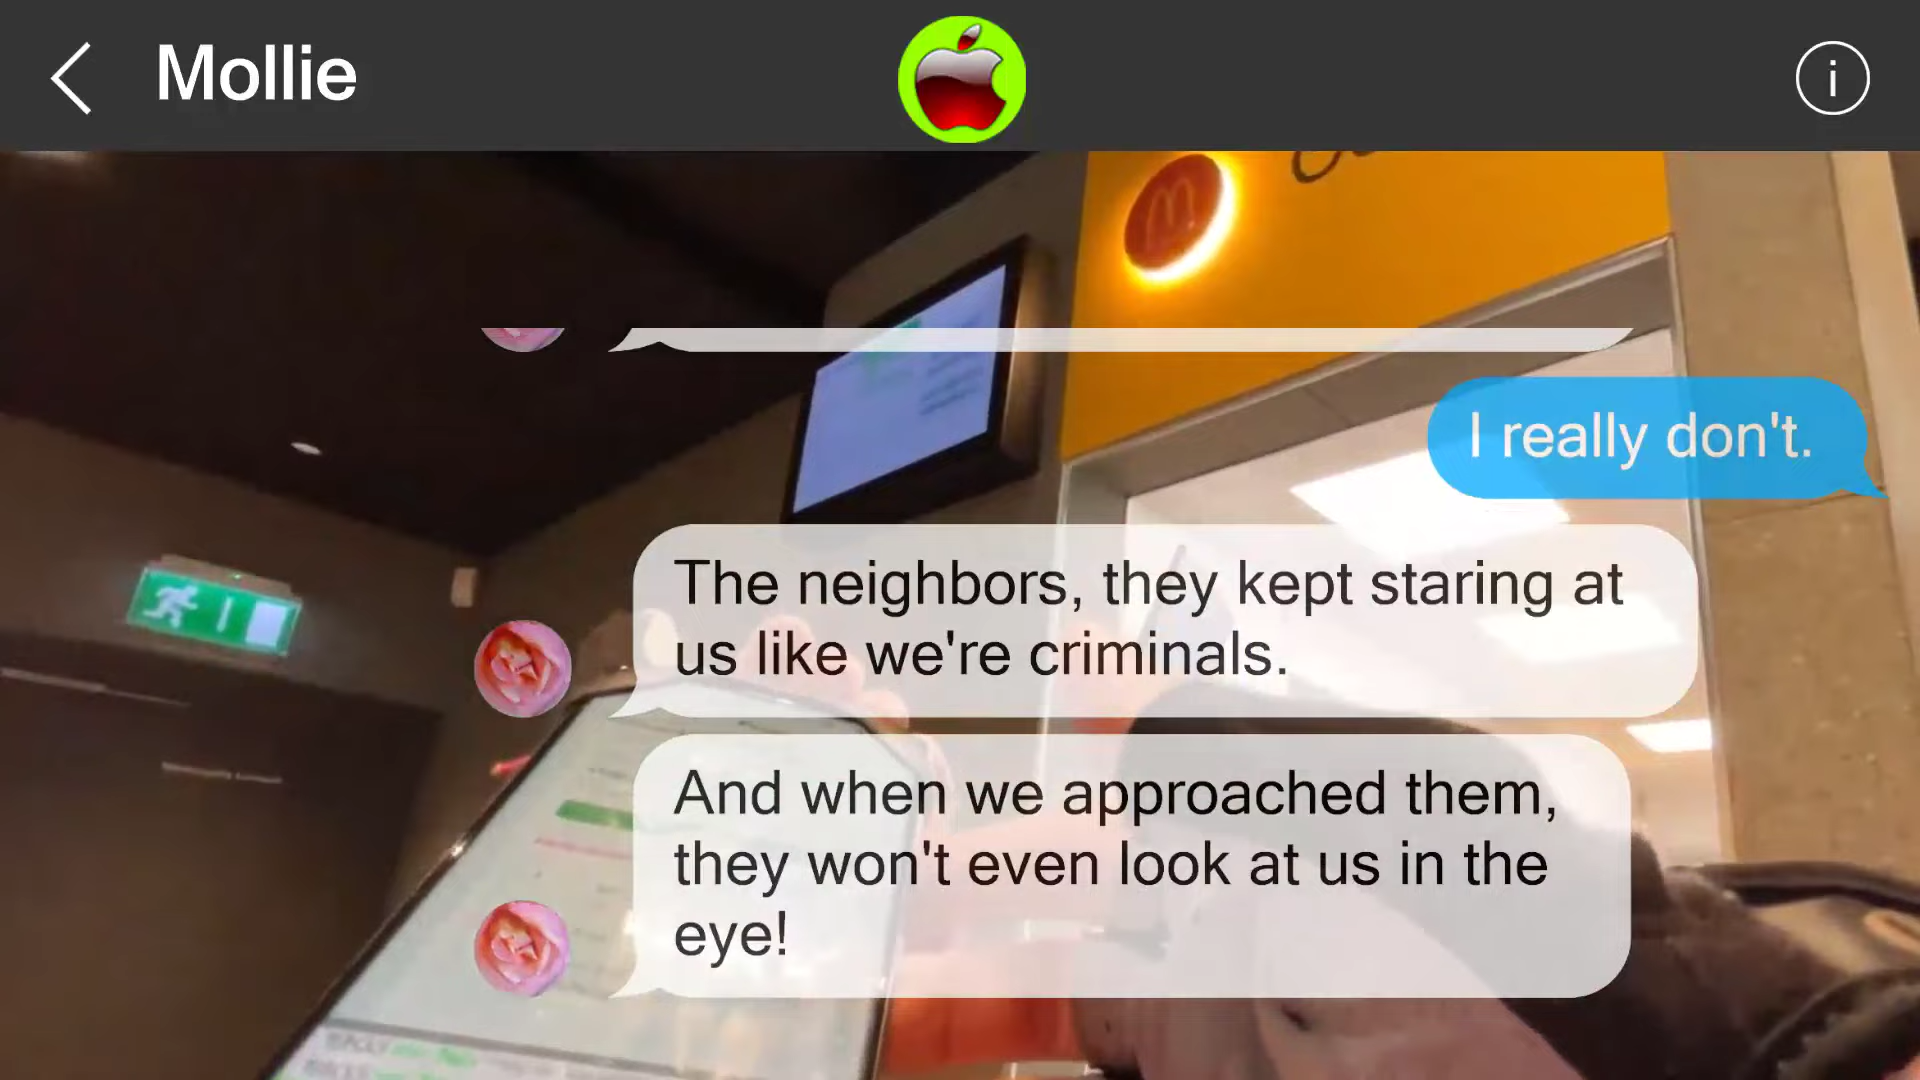 Mollie
I really don't.
The neighbors, they kept staring at
us like we're criminals.
And when we approached them,
they won't even look at us in the
eye!